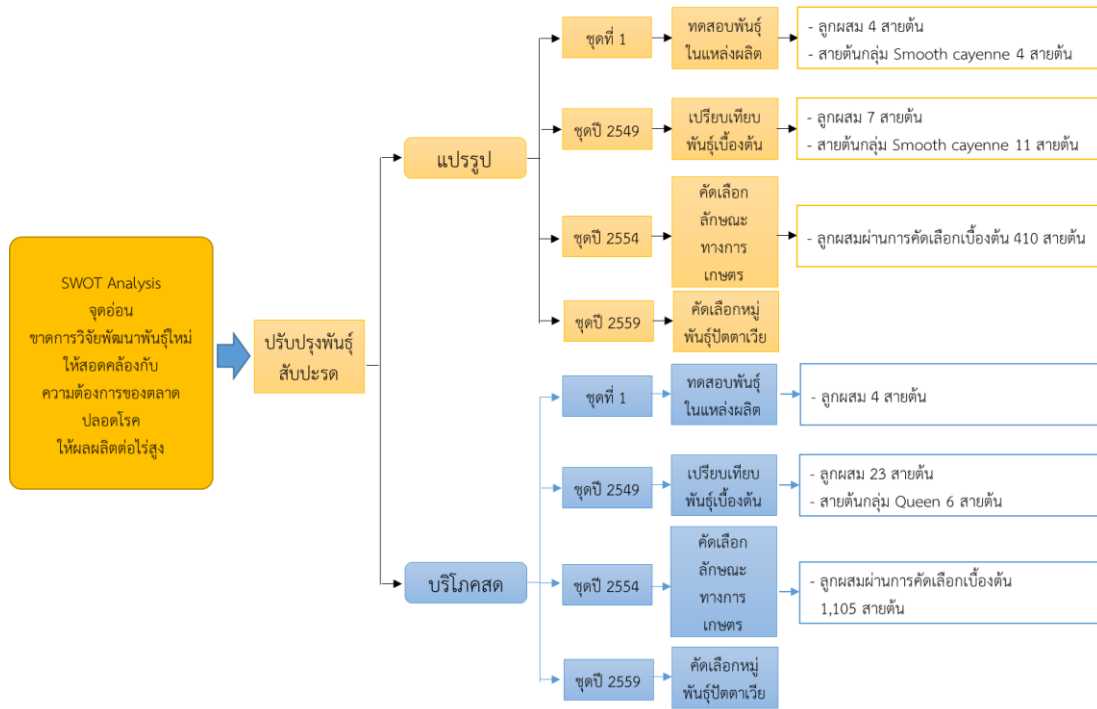 SWOT Analysis
จุดอ่อน
ขาดการวิจัยพัฒนาพันธุ์ใหม่
ให้สอดคล้องกับ
ความต้องการของตลาด
ปลอดโรค
ให้ผลผลิตต่อไร่สูง
ปรับปรุงพันธุ์
สับปะรด
แปรรูป
ชุดที่ 1
ทดสอบพันธุ์
ในแหล่งผลิต
- ลูกผสม 4 สายต้น
- สายต้นกลุ่ม Smooth cayenne 4 สายต้น
ชุดปี 2549
เปรียบเทียบ
พันธุ์เบื้องต้น
- ลูกผสม 7 สายต้น
- สายต้นกลุ่ม Smooth cayenne 11 สายต้น
ชุดปี 2554
คัดเลือก
ลักษณะ
ทางการ
เกษตร
- ลูกผสมผ่านการคัดเลือกเบื้องต้น 410 สายต้น
ชุดปี 2559
คัดเลือกหมู่
พันธุ์ปัตตาเวีย
บริโภคสด
ชุดที่ 1
ทดสอบพันธุ์
ในแหล่งผลิต
- ลูกผสม 4 สายต้น
ชุดปี 2549
เปรียบเทียบ
พันธุ์เบื้องต้น
- ลูกผสม 23 สายต้น
- สายต้นกลุ่ม Queen 6 สายต้น
ชุดปี 2554
คัดเลือก
ลักษณะ
ทางการ
เกษตร
- ลูกผสมผ่านการคัดเลือกเบื้องต้น
1,105 สายต้น
ชุดปี 2559
คัดเลือกหมู่
พันธุ์ปัตตาเวีย